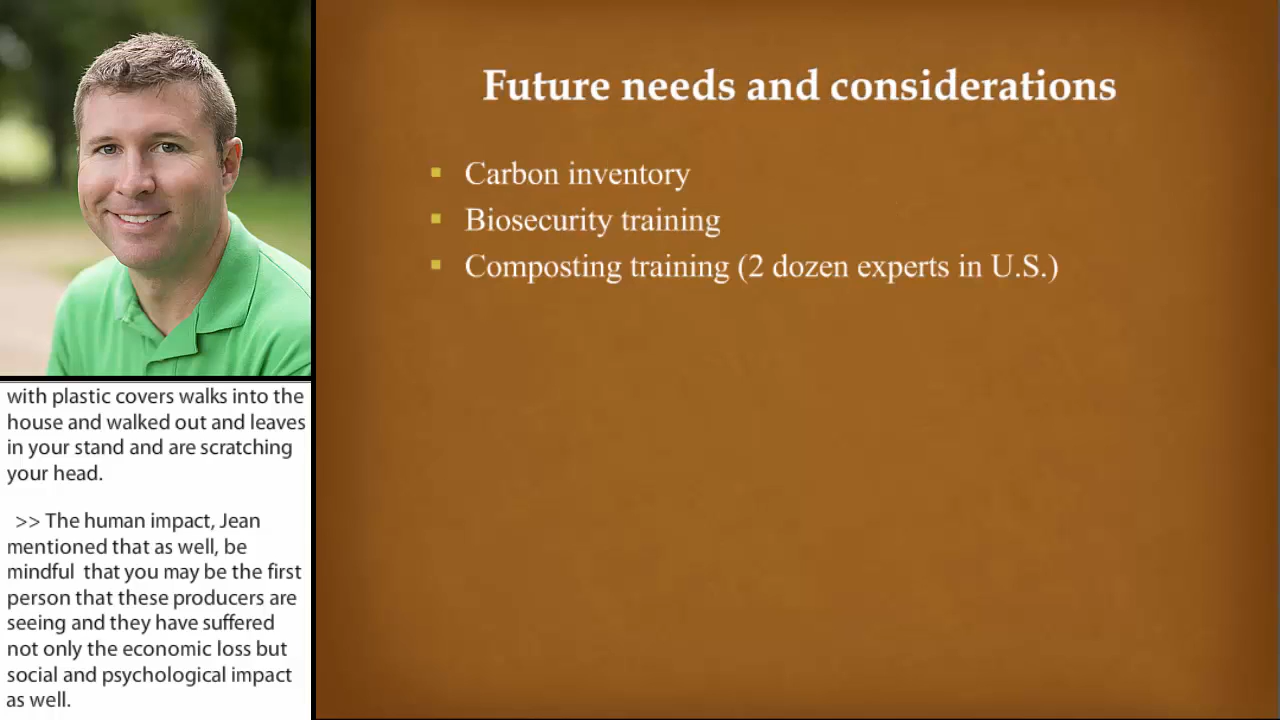 Future needs and considerations
Carbon inventory
Biosecurity training
Composting training (2 dozen experts in U.S.)
with plastic covers walks into the
house and walked out and leaves
in your stand and are scratching
your head.
>> The human impact, Jean
mentioned that as well, be
mindful that you may be the first
person that these producers are
seeing and they have suffered
not only the economic loss but
social and psychological impact
as well.